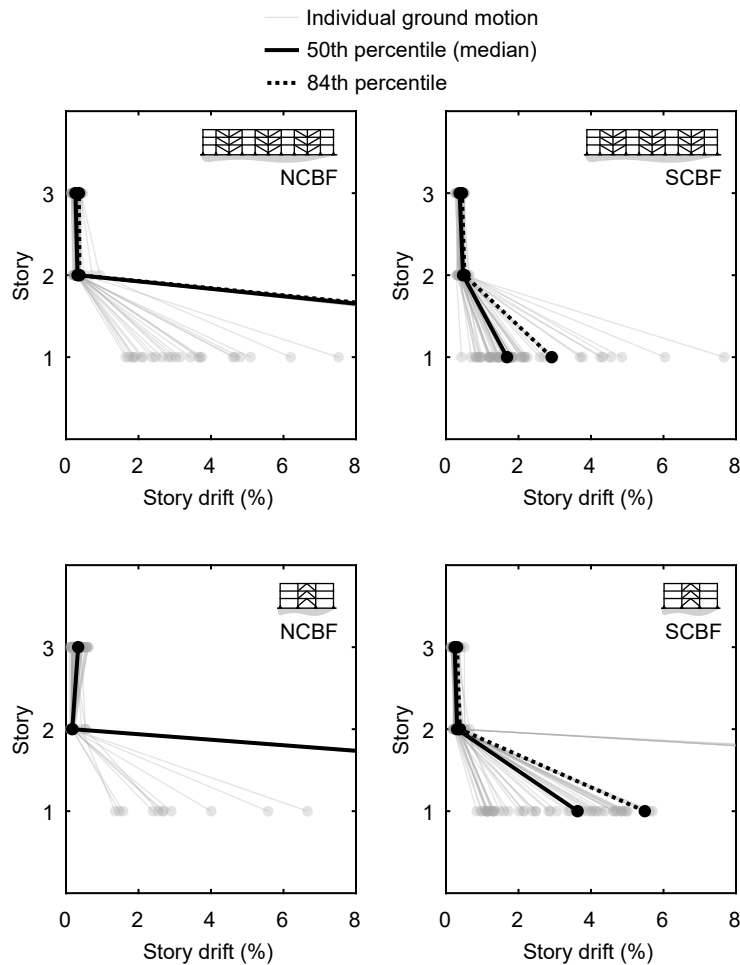 Individual ground motion
50th percentile (median)
84th percentile
NCBF
3
2
1
Story
0 2 4 6 8
Story drift (%)
SCBF
3
2
1
Story
0 2 4 6 8
Story drift (%)
NCBF
3
2
1
Story
0 2 4 6 8
Story drift (%)
SCBF
3
2
1
Story
0 2 4 6 8
Story drift (%)